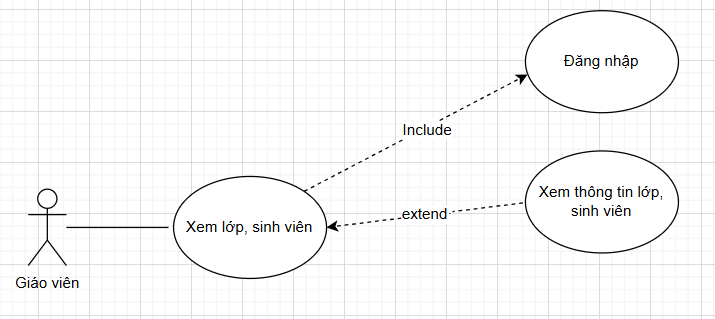 Đăng nhập
Include
Xem thông tin lớp,
sinh viên
extend
Xem lớp, sinh viên
Giáo viên